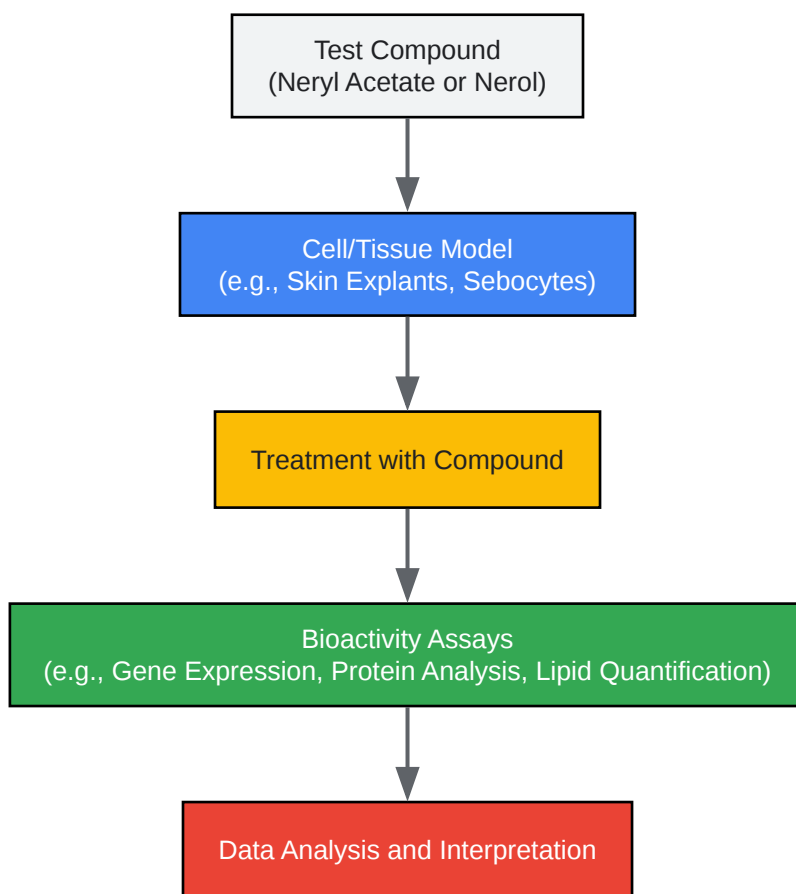 Test Compound
(Neryl Acetate or Nerol)
Cell/Tissue Model
(e.g., Skin Explants, Sebocytes)
Treatment with Compound
Bioactivity Assays
(e.g., Gene Expression, Protein Analysis, Lipid Quantification)
Data Analysis and Interpretation